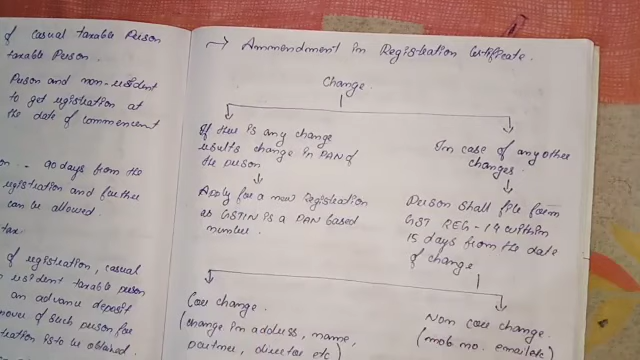 of casual taxable Person
taxable Person.
Person and non-resident
to get registration at
the date of commencent
on - 90 days from the
registration and further
can be allowed.
tax
of registration, casual
resident taxable person
an advance deposit
nover of such person for
tration is to be obtained.
→ Ammendment in Registration Certificate.
Change
If there is any change
results change in PAN of
the person
Apply for a new Registration
as GSTIN is a PAN based
number.
In case of any other
changes.
Person shall file form
GST REG-14 within
15 days from the date
of change
Core change.
(change in address, name,
partner, director etc)
Non core change
(mob no. email etc)